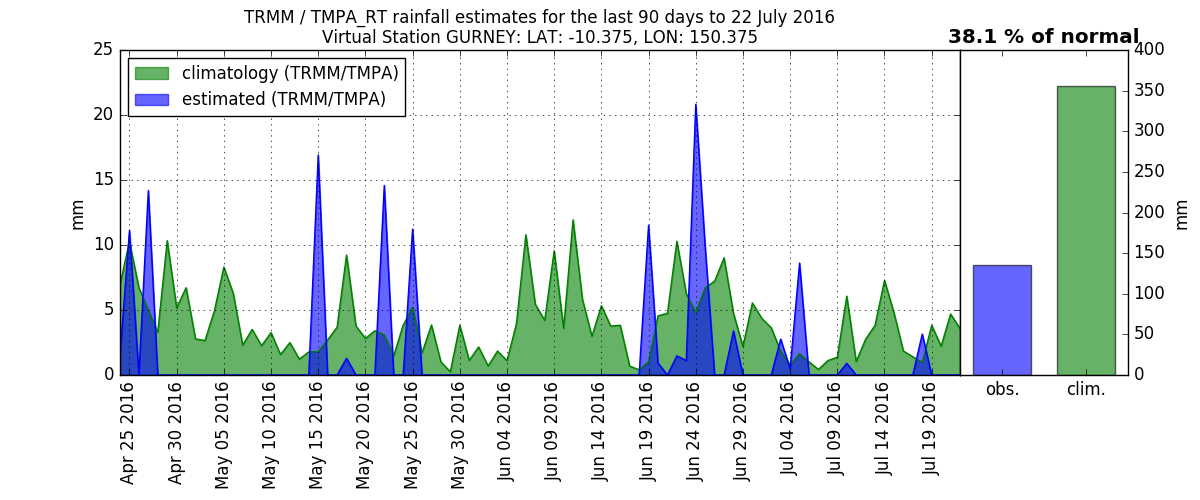 TRMM / TMPA_RT rainfall estimates for the last 90 days to 22 July 2016
Virtual Station GURNEY: LAT: -10.375, LON: 150.375
38.1 % of normal
climatology (TRMM/TMPA)
estimated (TRMM/TMPA)
mm
25
20
15
10
5
0
Apr 25 2016
Apr 30 2016
May 05 2016
May 10 2016
May 15 2016
May 20 2016
May 25 2016
May 30 2016
Jun 04 2016
Jun 09 2016
Jun 14 2016
Jun 19 2016
Jun 24 2016
Jun 29 2016
Jul 04 2016
Jul 09 2016
Jul 14 2016
Jul 19 2016
obs.
clim.
400
350
300
250
200
150
100
50
0
mm